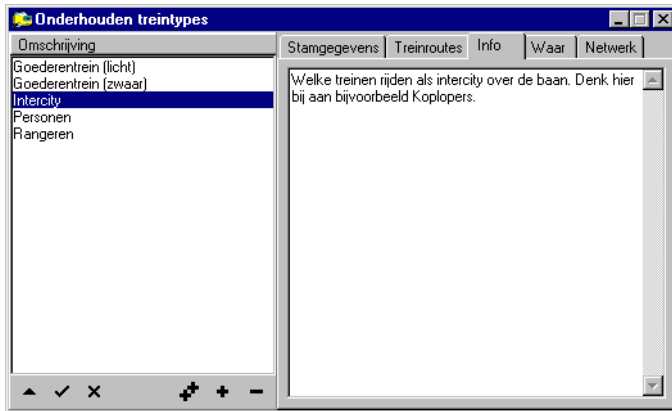 Onderhouden treintypes
Omschrijving
Goederentrein (licht)
Goederentrein (zwaar)
Intercity
Personen
Rangeren
Stamgegevens
Treinroutes
Info
Waar
Netwerk
Welke treinen rijden als intercity over de baan. Denk hier
bij aan bijvoorbeeld Koplopers.